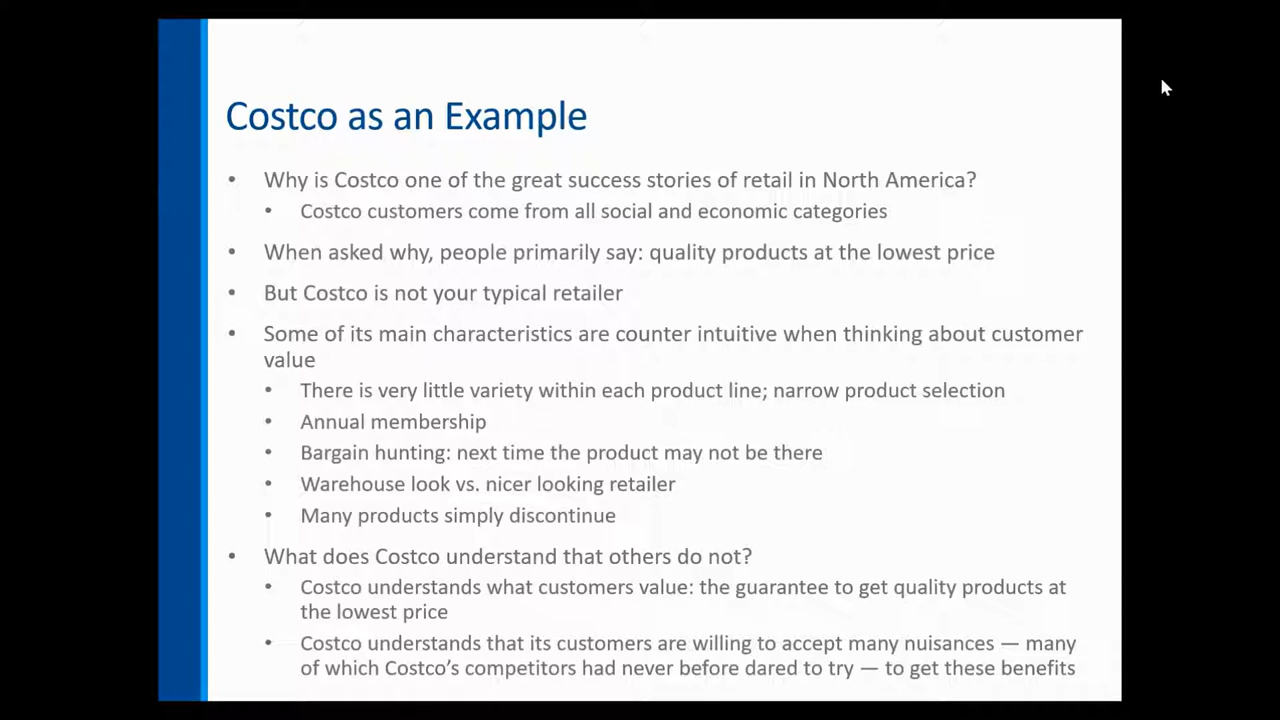 Costco as an Example
• Why is Costco one of the great success stories of retail in North America?
• Costco customers come from all social and economic categories
• When asked why, people primarily say: quality products at the lowest price
• But Costco is not your typical retailer
• Some of its main characteristics are counter intuitive when thinking about customer
value
• There is very little variety within each product line; narrow product selection
• Annual membership
• Bargain hunting: next time the product may not be there
• Warehouse look vs. nicer looking retailer
• Many products simply discontinue
• What does Costco understand that others do not?
• Costco understands what customers value: the guarantee to get quality products at
the lowest price
• Costco understands that its customers are willing to accept many nuisances — many
of which Costco’s competitors had never before dared to try — to get these benefits